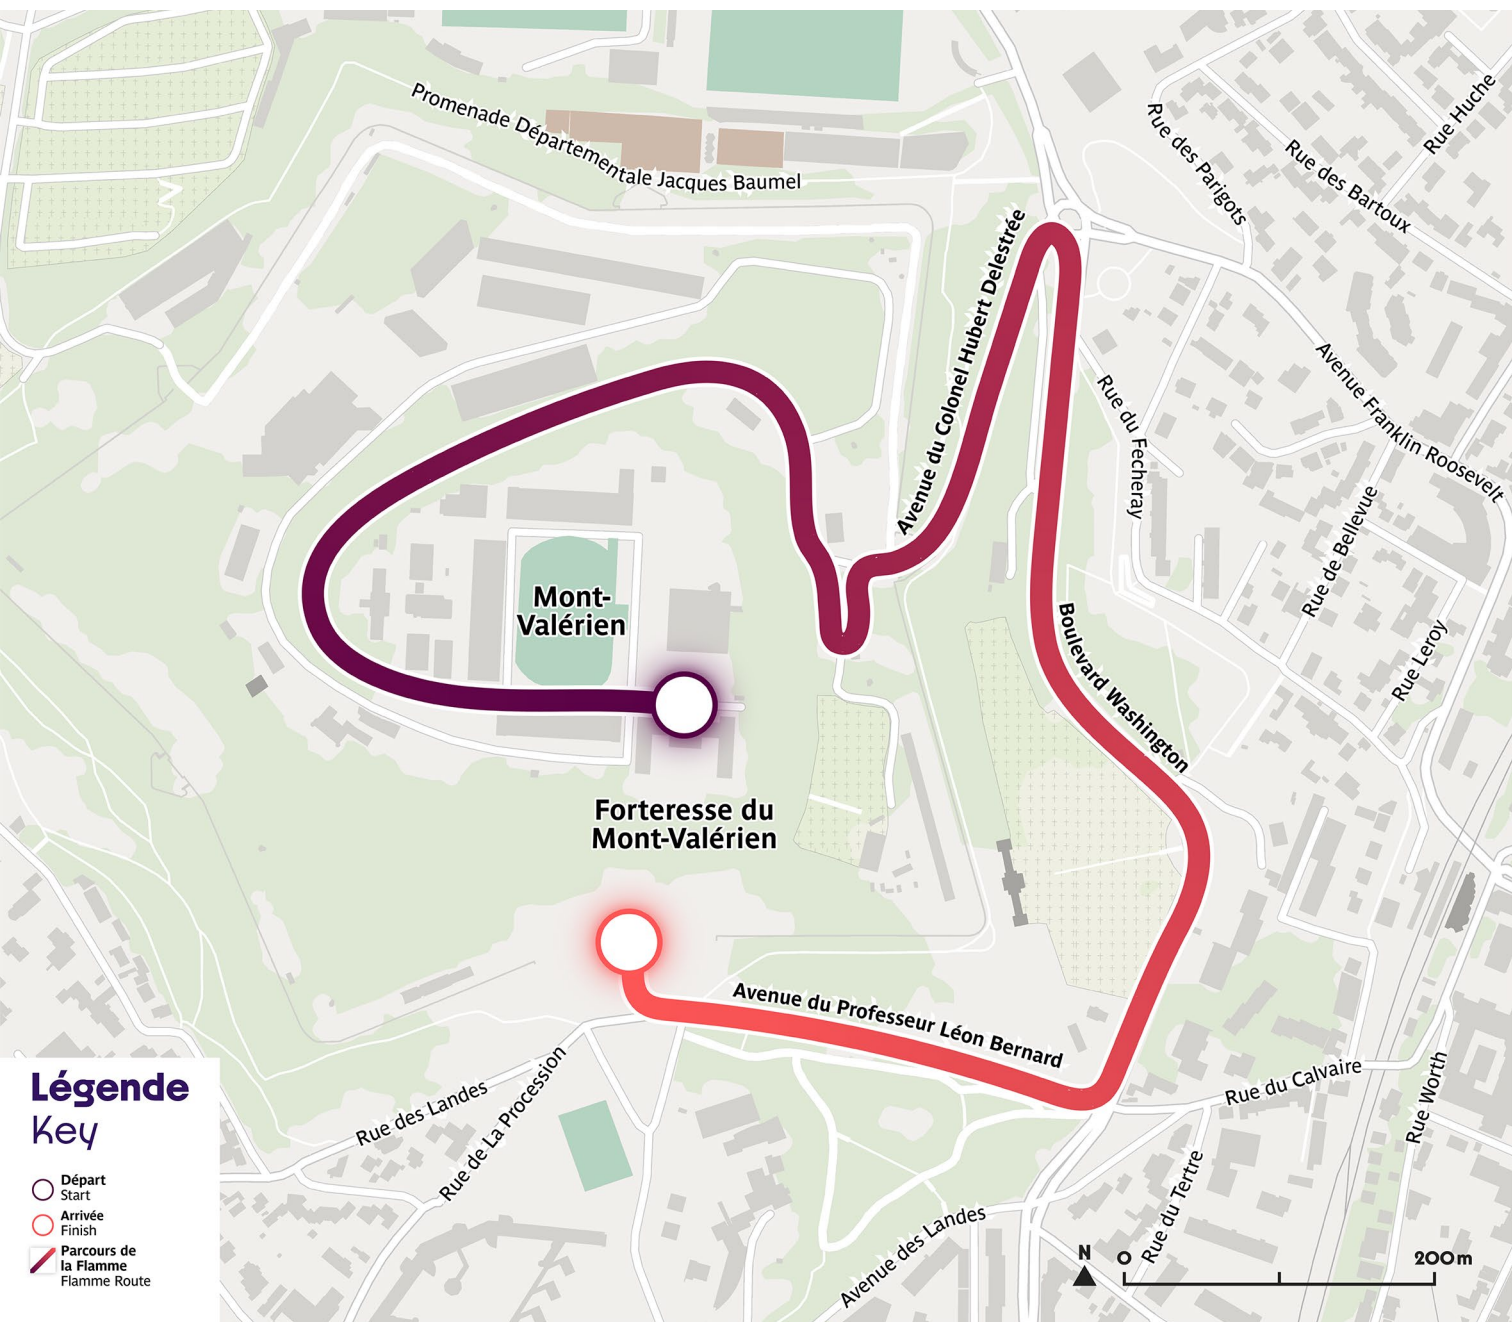 Promenade Départementale Jacques Baumel
Rue Huche
Rue des Parigots
Rue des Bartoux
Avenue du Colonel Hubert Delestrée
Avenue Franklin Roosevelt
Rue du Fecheray
Rue de Bellevue
Mont-
Valérien
Boulevard Washington
Rue Leroy
Forteresse du
Mont-Valérien
Avenue du Professeur Léon Bernard
Rue des Landes
Rue de La Procession
Rue du Calvaire
Rue Worth
Rue du Tertre
Avenue des Landes
Légende
Key
Départ
Start
Arrivée
Finish
Parcours de
la Flamme
Flamme Route
N
0
200m